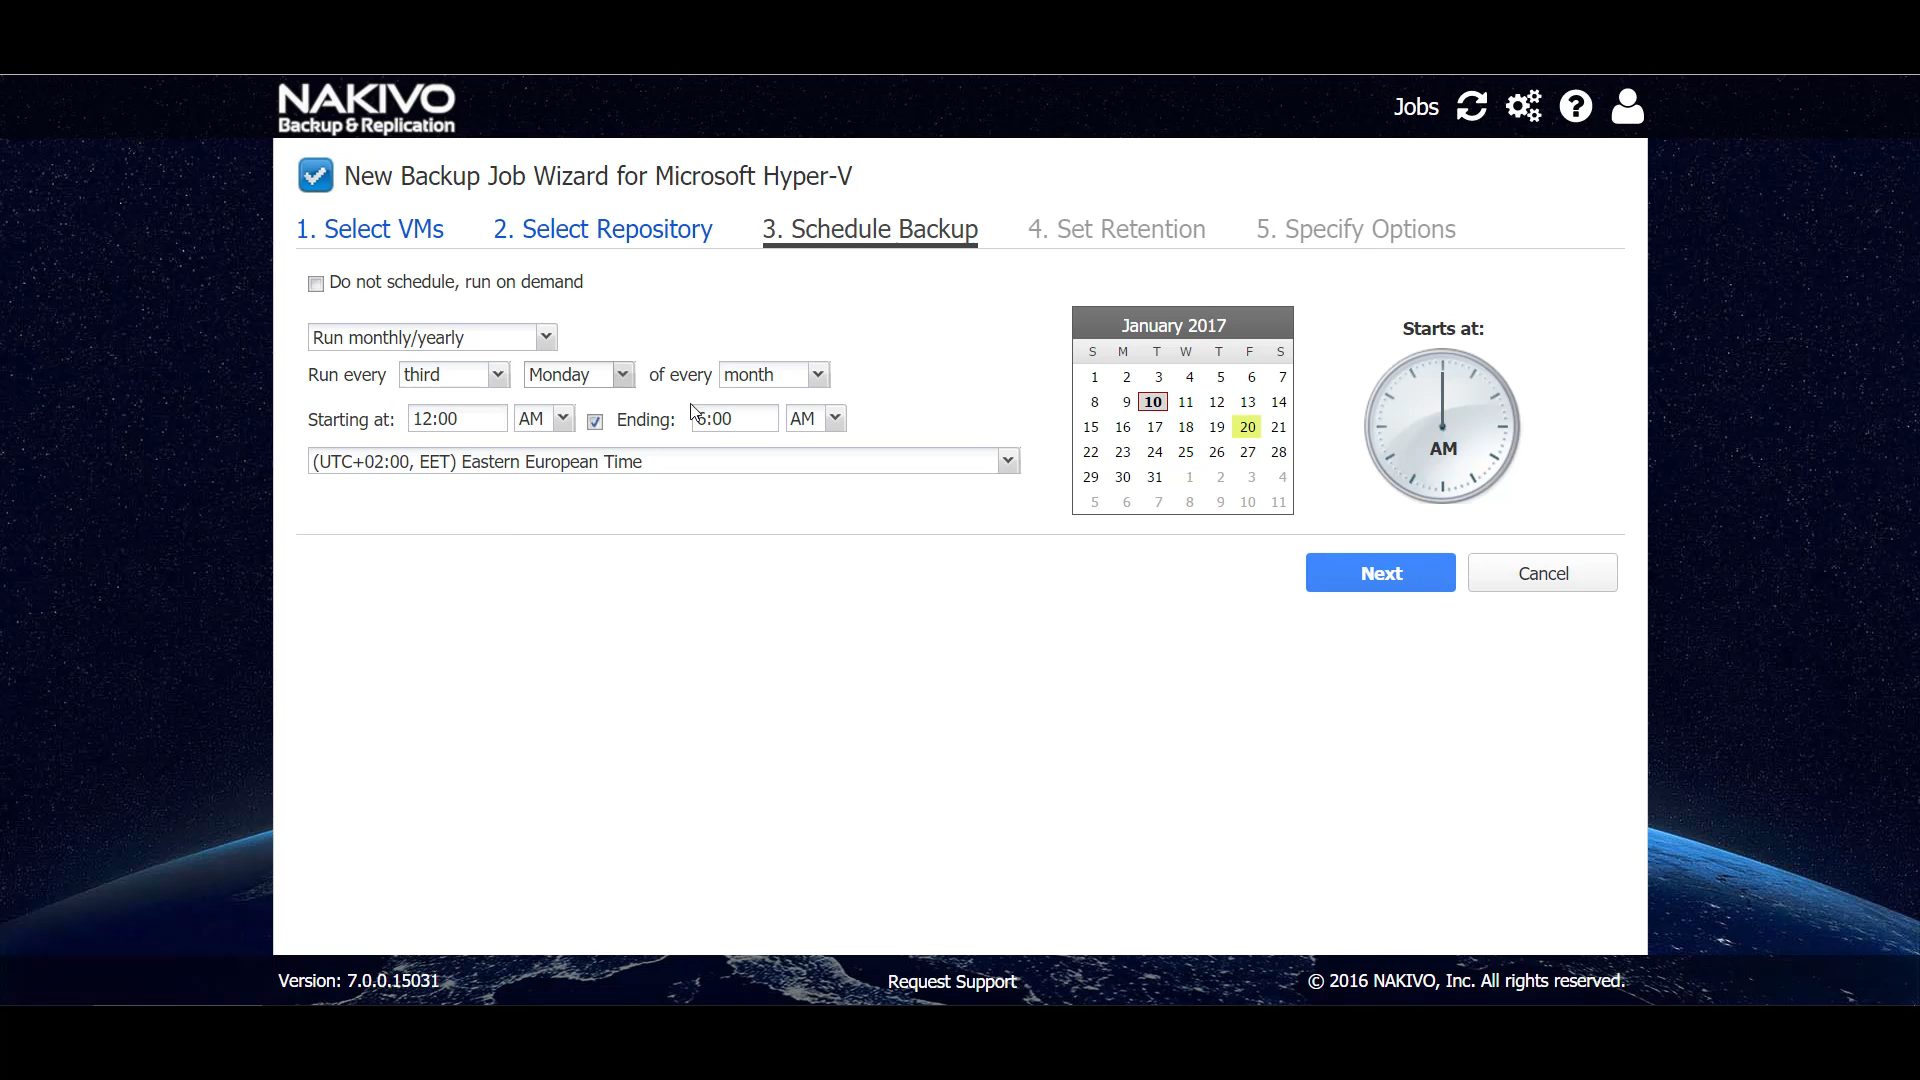 NAKIVO
Backup & Replication
Jobs
New Backup Job Wizard for Microsoft Hyper-V
1. Select VMs 2. Select Repository 3. Schedule Backup 4. Set Retention 5. Specify Options
Do not schedule, run on demand
Run monthly/yearly
Run every third Monday of every month
Starting at: 12:00 AM Ending: 6:00 AM
(UTC+02:00, EET) Eastern European Time
January 2017
S M T W T F S
1 2 3 4 5 6 7
8 9 10 11 12 13 14
15 16 17 18 19 20 21
22 23 24 25 26 27 28
29 30 31 1 2 3 4
5 6 7 8 9 10 11
Starts at:
AM
Next Cancel
Version: 7.0.0.15031 Request Support © 2016 NAKIVO, Inc. All rights reserved.